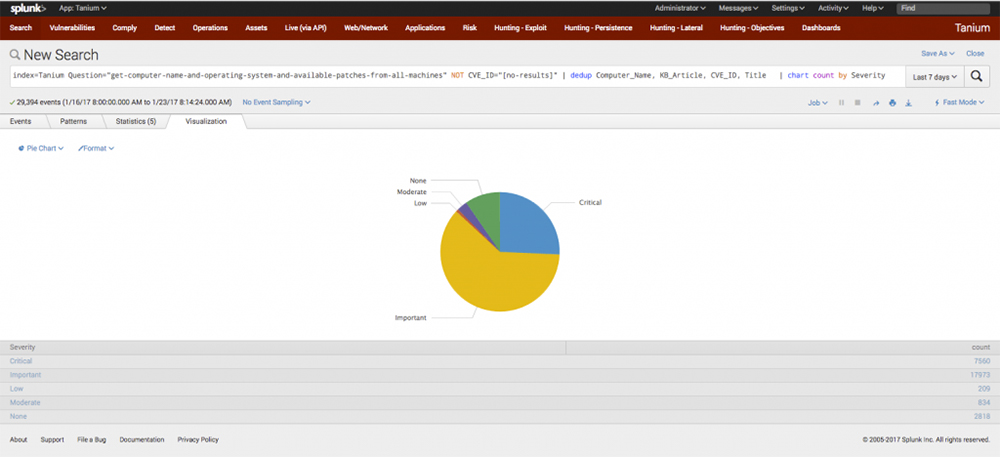 splunk> App: Tanium Administrator Messages Settings Activity Help Find
Search Vulnerabilities Comply Detect Operations Assets Live (via API) Web/Network Applications Risk Hunting - Exploit Hunting - Persistence Hunting - Lateral Hunting - Objectives Dashboards Tanium
New Search Save As Close
index=Tanium Question="get-computer-name-and-operating-system-and-available-patches-from-all-machines" NOT CVE_ID="[no-results]" | dedup Computer_Name, KB_Article, CVE_ID, Title | chart count by Severity Last 7 days
29,394 events (1/16/17 8:00:00.000 AM to 1/23/17 8:14:24.000 AM) No Event Sampling Job Fast Mode
Events Patterns Statistics (5) Visualization
Pie Chart Format
None
Moderate
Low
Critical
Important
Severity count
Critical 7560
Important 17973
Low 209
Moderate 834
None 2818
About Support File a Bug Documentation Privacy Policy © 2005-2017 Splunk Inc. All rights reserved.